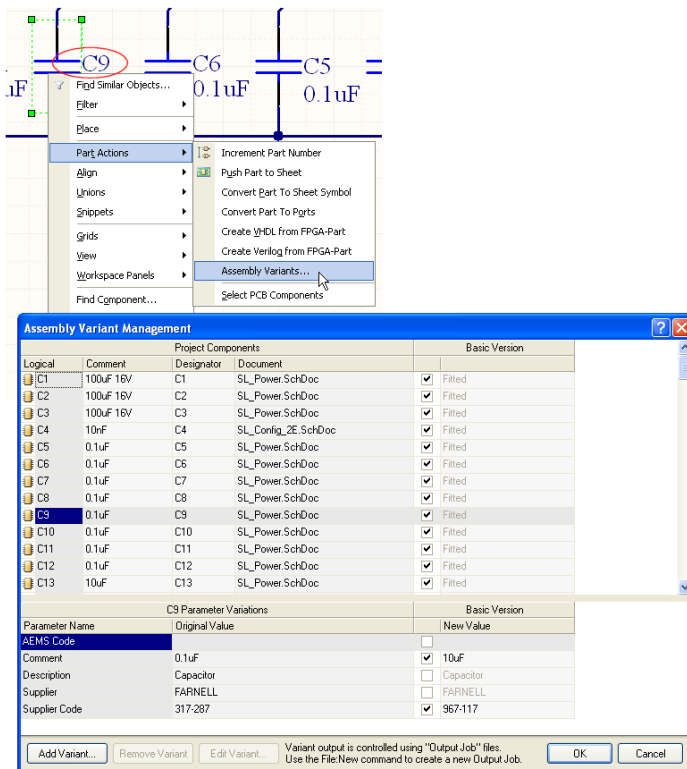 C9
C6
C5
uF
0.1uF
0.1uF
Find Similar Objects...
Filter
Place
Part Actions
Align
Unions
Snippets
Grids
View
Workspace Panels
Find Component...
Increment Part Number
Push Part to Sheet
Convert Part To Sheet Symbol
Convert Part To Ports
Create VHDL from FPGA-Part
Create Verilog from FPGA-Part
Assembly Variants...
Select PCB Components
Assembly Variant Management
Project Components Basic Version
Logical Comment Designator Document
C1 100uF 16V C1 SL_Power.SchDoc Fitted
C2 100uF 16V C2 SL_Power.SchDoc Fitted
C3 100uF 16V C3 SL_Power.SchDoc Fitted
C4 10nF C4 SL_Config_2E.SchDoc Fitted
C5 0.1uF C5 SL_Power.SchDoc Fitted
C6 0.1uF C6 SL_Power.SchDoc Fitted
C7 0.1uF C7 SL_Power.SchDoc Fitted
C8 0.1uF C8 SL_Power.SchDoc Fitted
C9 0.1uF C9 SL_Power.SchDoc Fitted
C10 0.1uF C10 SL_Power.SchDoc Fitted
C11 0.1uF C11 SL_Power.SchDoc Fitted
C12 0.1uF C12 SL_Power.SchDoc Fitted
C13 10uF C13 SL_Power.SchDoc Fitted
C9 Parameter Variations Basic Version
Parameter Name Original Value New Value
AEMS Code
Comment 0.1uF 10uF
Description Capacitor Capacitor
Supplier FARNELL FARNELL
Supplier Code 317-287 967-117
Add Variant... Remove Variant Edit Variant...
Variant output is controlled using "Output Job" files.
Use the File:New command to create a new Output Job.
OK Cancel